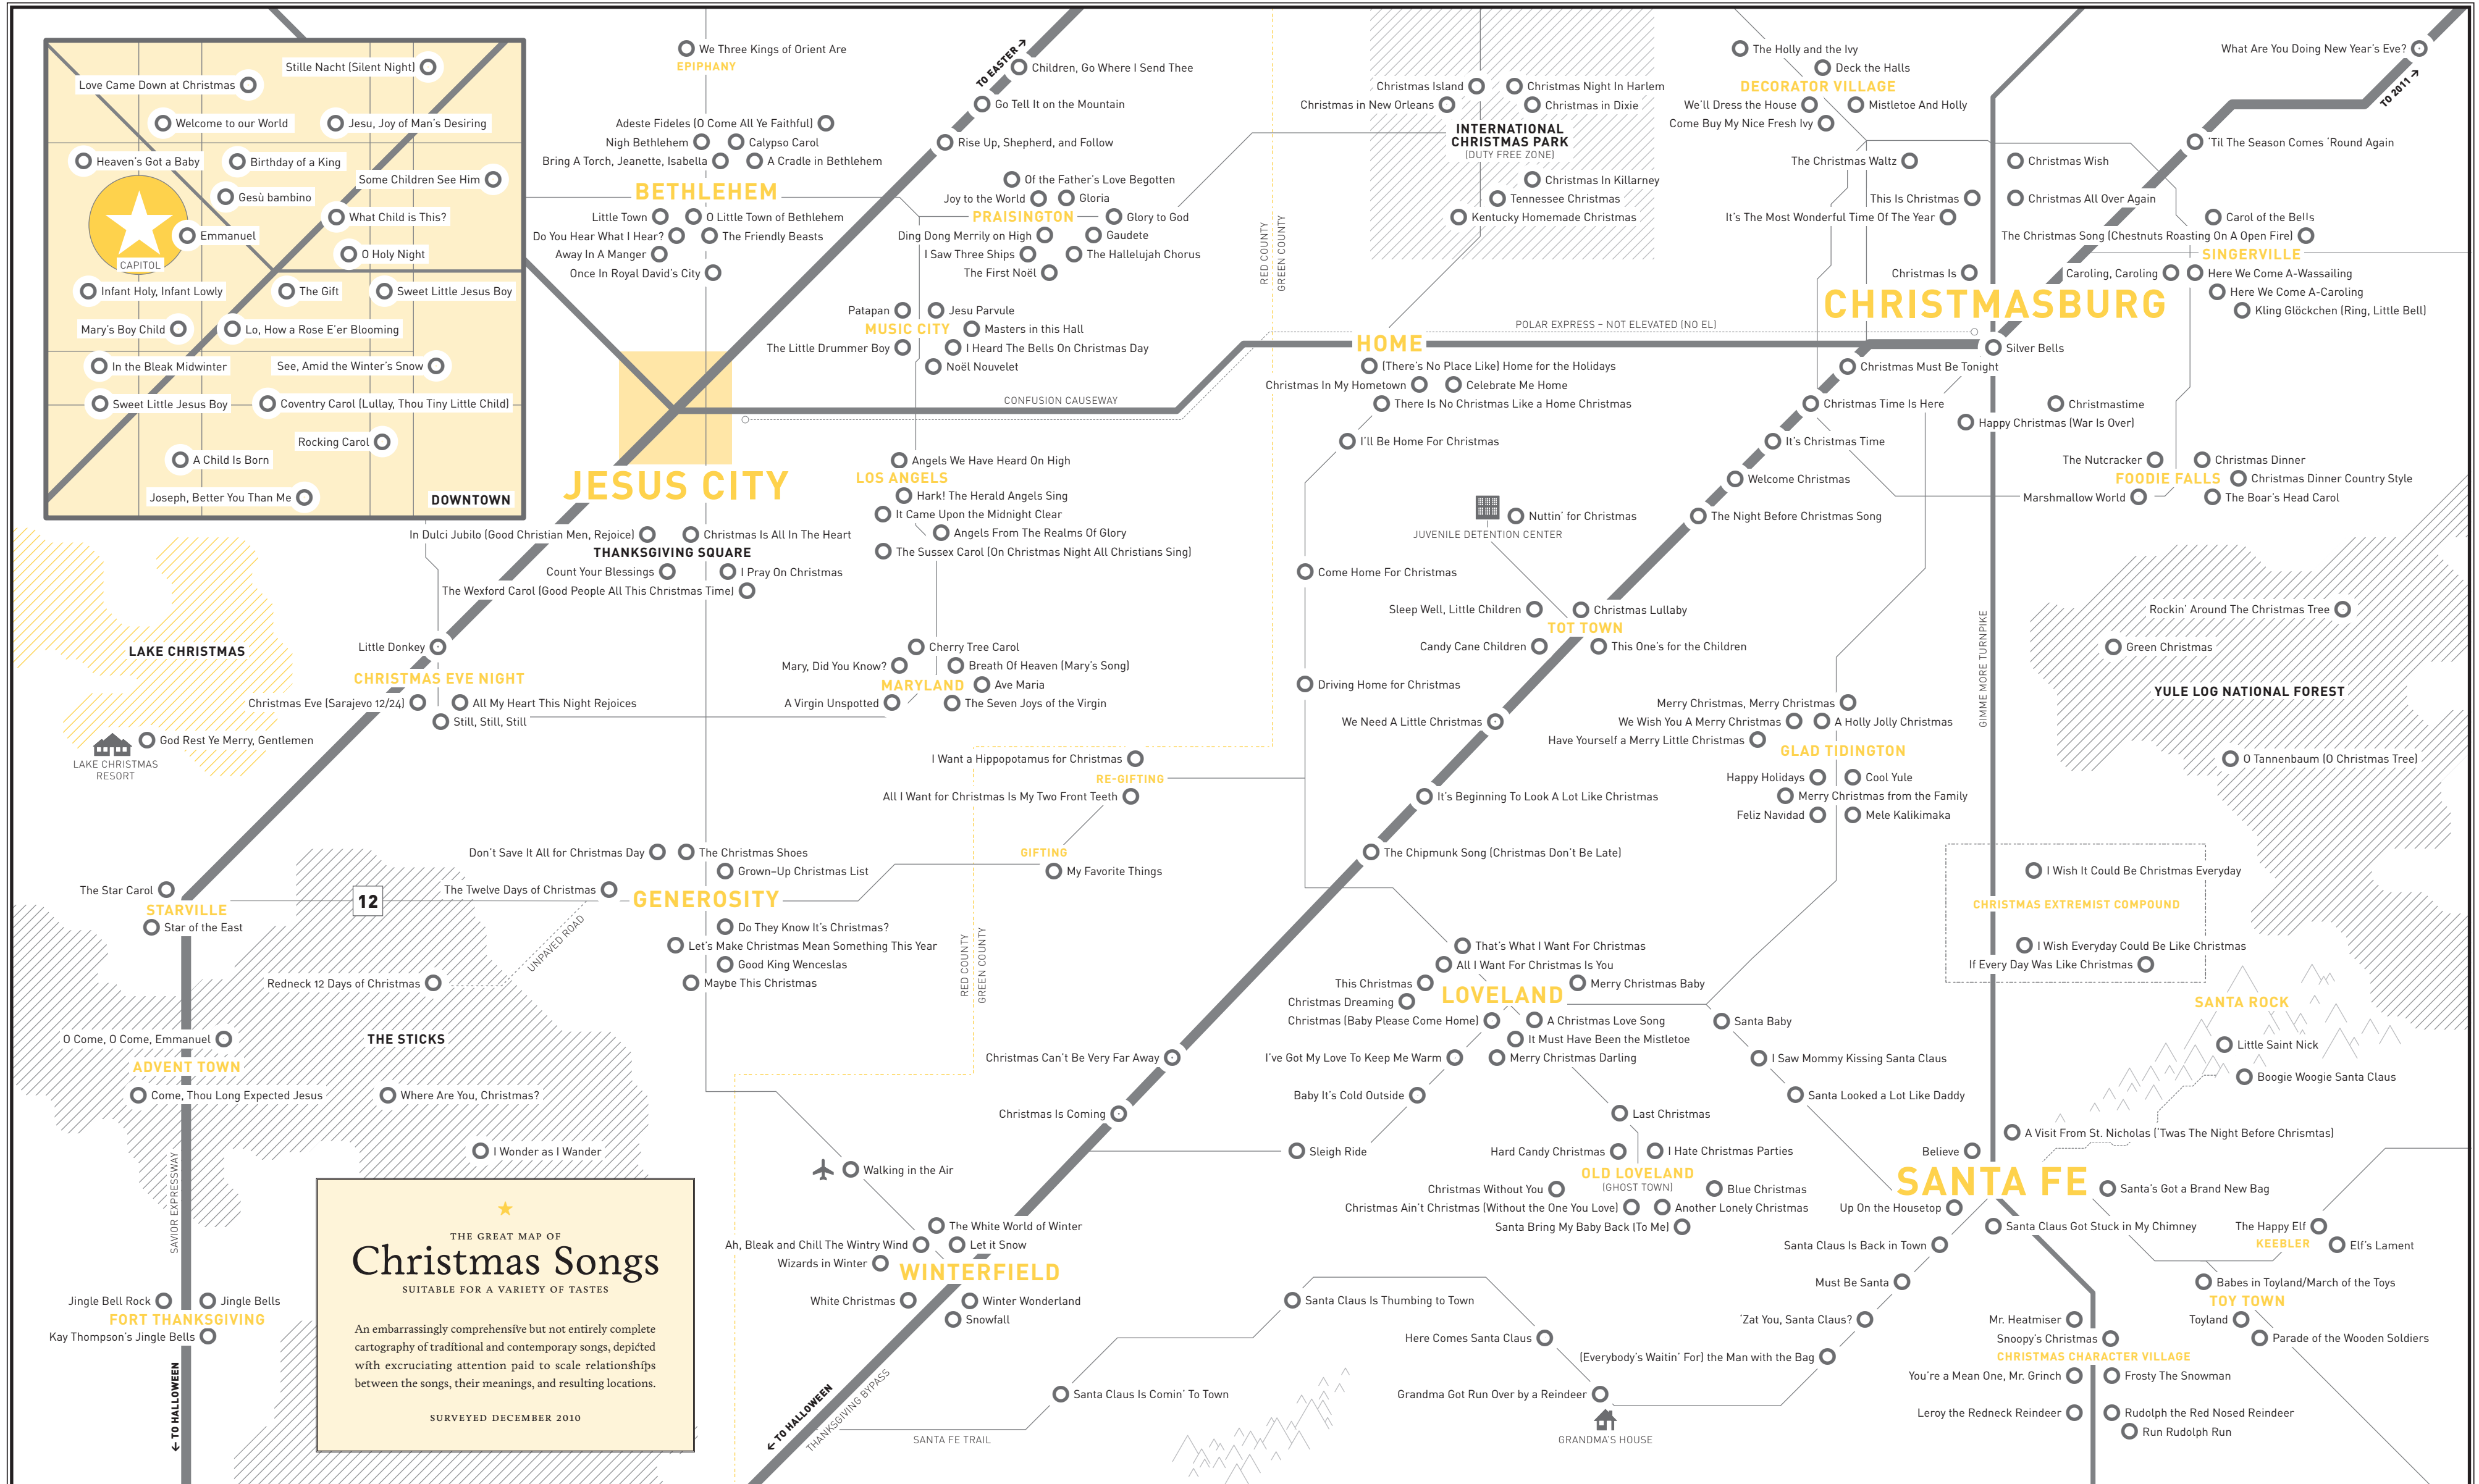 Stille Nacht (Silent Night)
Love Came Down at Christmas
Welcome to our World
Jesu, Joy of Man's Desiring
Heaven's Got a Baby
Birthday of a King
Some Children See Him
Gesù bambino
What Child is This?
Emmanuel
CAPITOL
O Holy Night
Infant Holy, Infant Lowly
The Gift
Sweet Little Jesus Boy
Mary's Boy Child
Lo, How a Rose E'er Blooming
In the Bleak Midwinter
See, Amid the Winter's Snow
Sweet Little Jesus Boy
Coventry Carol (Lullay, Thou Tiny Little Child)
Rocking Carol
A Child Is Born
Joseph, Better You Than Me
DOWNTOWN
We Three Kings of Orient Are
EPIPHANY
TO EASTER →
Children, Go Where I Send Thee
Go Tell It on the Mountain
Rise Up, Shepherd, and Follow
Adeste Fideles (O Come All Ye Faithful)
Nigh Bethlehem
Calypso Carol
Bring A Torch, Jeanette, Isabella
A Cradle in Bethlehem
BETHLEHEM
Little Town
O Little Town of Bethlehem
Do You Hear What I Hear?
The Friendly Beasts
Away In A Manger
Once In Royal David's City
Of the Father's Love Begotten
Joy to the World
Gloria
PRAISINGTON
Glory to God
Ding Dong Merrily on High
Gaudete
I Saw Three Ships
The Hallelujah Chorus
The First Noël
Patapan
Jesu Parvule
MUSIC CITY
Masters in this Hall
The Little Drummer Boy
I Heard The Bells On Christmas Day
Noël Nouvelet
CONFUSION CAUSEWAY
JESUS CITY
Angels We Have Heard On High
LOS ANGELS
Hark! The Herald Angels Sing
It Came Upon the Midnight Clear
Angels From The Realms Of Glory
The Sussex Carol (On Christmas Night All Christians Sing)
In Dulci Jubilo (Good Christian Men, Rejoice)
Christmas Is All In The Heart
THANKSGIVING SQUARE
Count Your Blessings
I Pray On Christmas
The Wexford Carol (Good People All This Christmas Time)
RED COUNTY
GREEN COUNTY
Christmas Island
Christmas Night In Harlem
Christmas in New Orleans
Christmas in Dixie
INTERNATIONAL
CHRISTMAS PARK
(DUTY FREE ZONE)
Christmas In Killarney
Tennessee Christmas
Kentucky Homemade Christmas
The Holly and the Ivy
Deck the Halls
DECORATOR VILLAGE
We'll Dress the House
Mistletoe And Holly
Come Buy My Nice Fresh Ivy
What Are You Doing New Year's Eve?
TO 2011 →
'Til The Season Comes 'Round Again
The Christmas Waltz
Christmas Wish
This Is Christmas
Christmas All Over Again
It's The Most Wonderful Time Of The Year
Carol of the Bells
The Christmas Song (Chestnuts Roasting On A Open Fire)
SINGERVILLE
Christmas Is
Caroling, Caroling
Here We Come A-Wassailing
Here We Come A-Caroling
Kling Glöckchen (Ring, Little Bell)
CHRISTMASBURG
POLAR EXPRESS – NOT ELEVATED (NO EL)
HOME
Silver Bells
(There's No Place Like) Home for the Holidays
Christmas In My Hometown
Celebrate Me Home
There Is No Christmas Like a Home Christmas
I'll Be Home For Christmas
Christmas Must Be Tonight
Christmas Time Is Here
Christmastime
Happy Christmas (War Is Over)
It's Christmas Time
Welcome Christmas
The Night Before Christmas Song
The Nutcracker
Christmas Dinner
FOODIE FALLS
Christmas Dinner Country Style
Marshmallow World
The Boar's Head Carol
Nuttin' for Christmas
JUVENILE DETENTION CENTER
Come Home For Christmas
Sleep Well, Little Children
Christmas Lullaby
TOT TOWN
Candy Cane Children
This One's for the Children
Driving Home for Christmas
We Need A Little Christmas
GIMME MORE TURNPIKE
Rockin' Around The Christmas Tree
Green Christmas
YULE LOG NATIONAL FOREST
O Tannenbaum (O Christmas Tree)
LAKE CHRISTMAS
Little Donkey
CHRISTMAS EVE NIGHT
Christmas Eve (Sarajevo 12/24)
All My Heart This Night Rejoices
Still, Still, Still
God Rest Ye Merry, Gentlemen
LAKE CHRISTMAS
RESORT
Cherry Tree Carol
Mary, Did You Know?
Breath Of Heaven (Mary's Song)
MARYLAND
Ave Maria
A Virgin Unspotted
The Seven Joys of the Virgin
I Want a Hippopotamus for Christmas
RE-GIFTING
All I Want for Christmas Is My Two Front Teeth
GIFTING
My Favorite Things
Merry Christmas, Merry Christmas
We Wish You A Merry Christmas
A Holly Jolly Christmas
Have Yourself a Merry Little Christmas
GLAD TIDINGTON
Happy Holidays
Cool Yule
Merry Christmas from the Family
Feliz Navidad
Mele Kalikimaka
It's Beginning To Look A Lot Like Christmas
The Chipmunk Song (Christmas Don't Be Late)
Don't Save It All for Christmas Day
The Christmas Shoes
Grown–Up Christmas List
The Twelve Days of Christmas
GENEROSITY
Do They Know It's Christmas?
Let's Make Christmas Mean Something This Year
Good King Wenceslas
Maybe This Christmas
The Star Carol
STARVILLE
Star of the East
12
UNPAVED ROAD
Redneck 12 Days of Christmas
O Come, O Come, Emmanuel
THE STICKS
ADVENT TOWN
Come, Thou Long Expected Jesus
Where Are You, Christmas?
I Wonder as I Wander
SAVIOR EXPRESSWAY
RED COUNTY
GREEN COUNTY
I Wish It Could Be Christmas Everyday
CHRISTMAS EXTREMIST COMPOUND
I Wish Everyday Could Be Like Christmas
If Every Day Was Like Christmas
That's What I Want For Christmas
All I Want For Christmas Is You
This Christmas
Merry Christmas Baby
LOVELAND
Christmas Dreaming
Christmas (Baby Please Come Home)
A Christmas Love Song
It Must Have Been the Mistletoe
I've Got My Love To Keep Me Warm
Merry Christmas Darling
Baby It's Cold Outside
Sleigh Ride
Santa Baby
I Saw Mommy Kissing Santa Claus
Santa Looked a Lot Like Daddy
Last Christmas
Hard Candy Christmas
I Hate Christmas Parties
OLD LOVELAND
(GHOST TOWN)
Christmas Without You
Blue Christmas
Christmas Ain't Christmas (Without the One You Love)
Another Lonely Christmas
Santa Bring My Baby Back (To Me)
Christmas Can't Be Very Far Away
Christmas Is Coming
SANTA ROCK
Little Saint Nick
Boogie Woogie Santa Claus
A Visit From St. Nicholas ('Twas The Night Before Chrismtas)
Believe
SANTA FE
Santa's Got a Brand New Bag
Up On the Housetop
Santa Claus Got Stuck in My Chimney
The Happy Elf
KEEBLER
Elf's Lament
Santa Claus Is Back in Town
Must Be Santa
'Zat You, Santa Claus?
(Everybody's Waitin' For) the Man with the Bag
Babes in Toyland/March of the Toys
TOY TOWN
Toyland
Parade of the Wooden Soldiers
Mr. Heatmiser
Snoopy's Christmas
CHRISTMAS CHARACTER VILLAGE
You're a Mean One, Mr. Grinch
Frosty The Snowman
Leroy the Redneck Reindeer
Rudolph the Red Nosed Reindeer
Run Rudolph Run
Walking in the Air
The White World of Winter
Ah, Bleak and Chill The Wintry Wind
Let it Snow
Wizards in Winter
WINTERFIELD
White Christmas
Winter Wonderland
Snowfall
Santa Claus Is Thumbing to Town
Here Comes Santa Claus
Santa Claus Is Comin' To Town
Grandma Got Run Over by a Reindeer
GRANDMA'S HOUSE
SANTA FE TRAIL
← TO HALLOWEEN
THANKSGIVING BYPASS
Jingle Bell Rock
Jingle Bells
FORT THANKSGIVING
Kay Thompson's Jingle Bells
← TO HALLOWEEN
THE GREAT MAP OF
Christmas Songs
SUITABLE FOR A VARIETY OF TASTES
An embarrassingly comprehensive but not entirely complete
cartography of traditional and contemporary songs, depicted
with excruciating attention paid to scale relationships
between the songs, their meanings, and resulting locations.
SURVEYED DECEMBER 2010